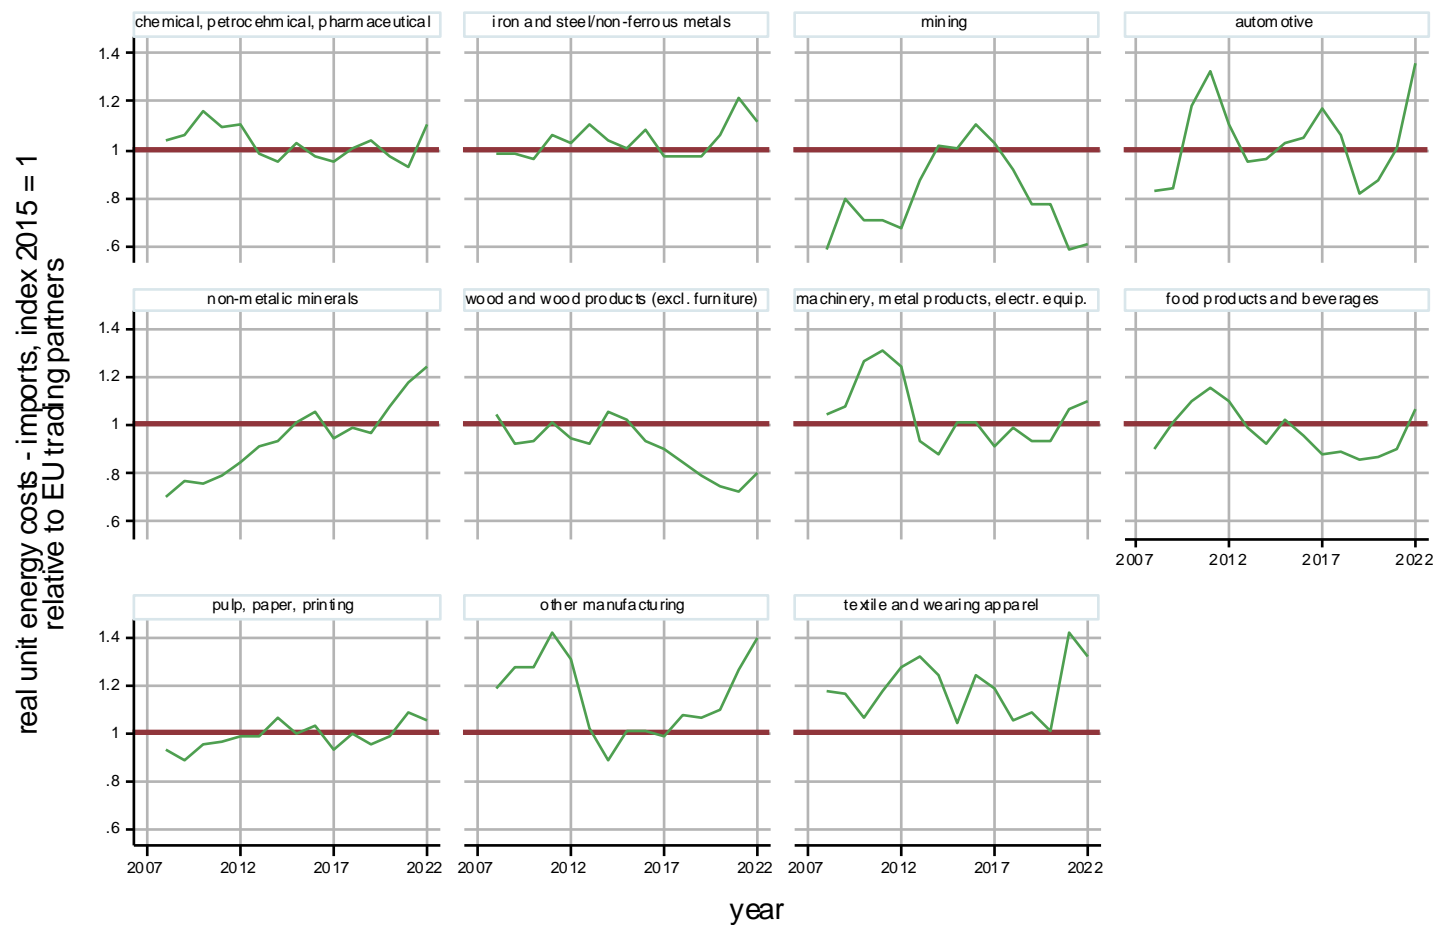 real unit energy costs - imports, index 2015 = 1
relative to EU trading partners
chemical, petrocehmical, pharmaceutical
iron and steel/non-ferrous metals
mining
automotive
1.4
1.2
1
.8
.6
non-metalic minerals
wood and wood products (excl. furniture)
machinery, metal products, electr. equip.
food products and beverages
1.4
1.2
1
.8
.6
2007 2012 2017 2022
pulp, paper, printing
other manufacturing
textile and wearing apparel
1.4
1.2
1
.8
.6
2007 2012 2017 2022
2007 2012 2017 2022
2007 2012 2017 2022
year